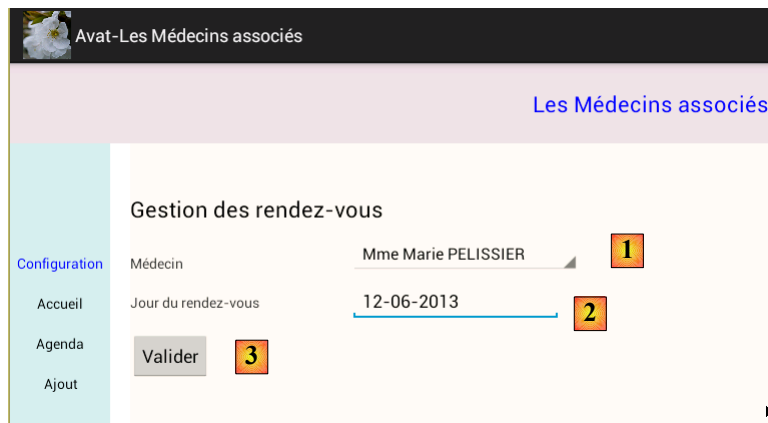 Avat-Les Médecins associés
Les Médecins associés
Gestion des rendez-vous
Configuration
Médecin
Mme Marie PELISSIER
1
Accueil
Jour du rendez-vous
12-06-2013
2
Agenda
Valider
3
Ajout